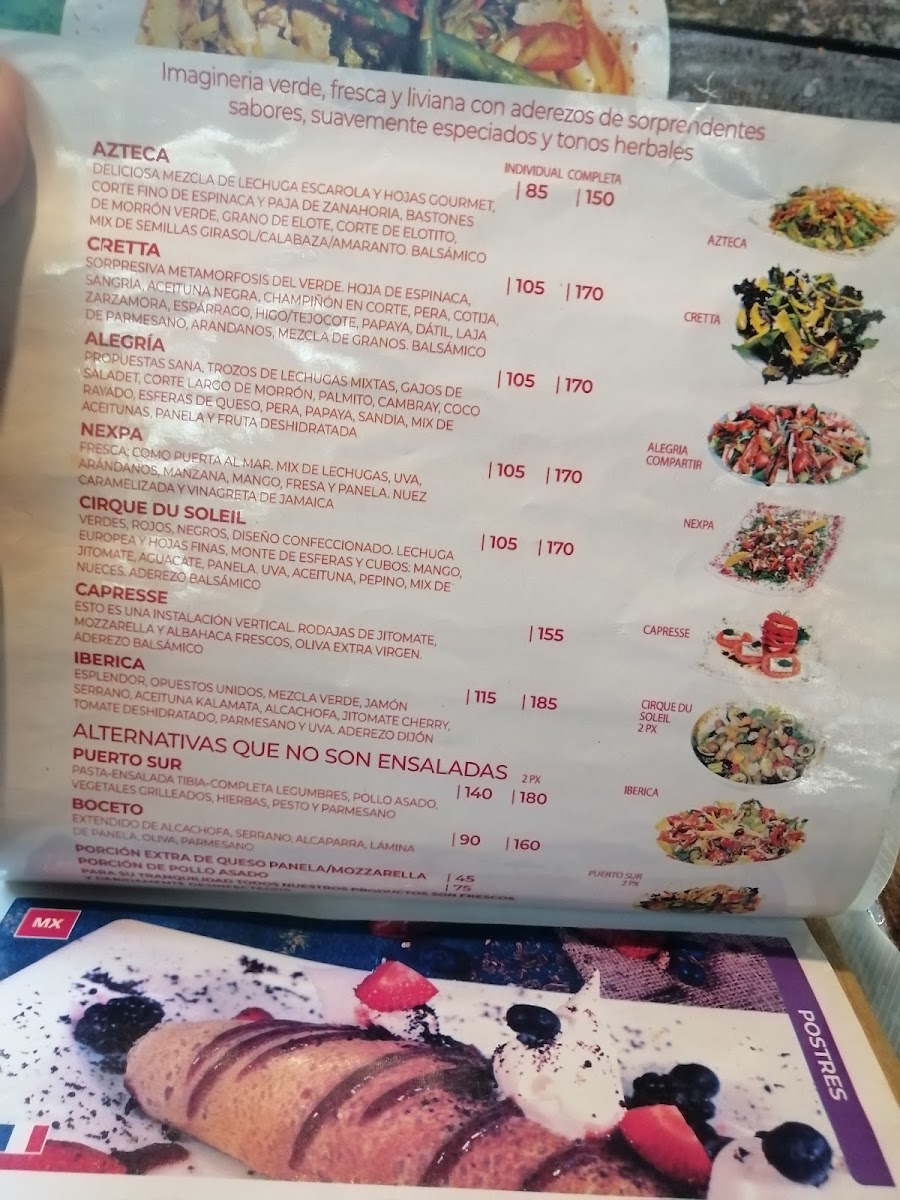 Imagineria verde, fresca y liviana con aderezos de sorprendentes
sabores, suavemente especiados y tonos herbales
INDIVIDUAL COMPLETA
AZTECA
| 85 | 150
DELICIOSA MEZCLA DE LECHUGA ESCAROLA Y HOJAS GOURMET,
CORTE FINO DE ESPINACA Y PAJA DE ZANAHORIA, BASTONES
DE MORRÓN VERDE, GRANO DE ELOTE, CORTE DE ELOTITO,
MIX DE SEMILLAS GIRASOL/CALABAZA/AMARANTO. BALSÁMICO
AZTECA
CRETTA
| 105 | 170
SORPRESIVA METAMORFOSIS DEL VERDE. HOJA DE ESPINACA,
SANGRÍA, ACEITUNA NEGRA, CHAMPIÑÓN EN CORTE, PERA, COTIJA,
ZARZAMORA, ESPÁRRAGO, HIGO/TEJOCOTE, PAPAYA, DÁTIL, LAJA
DE PARMESANO, ARANDANOS, MEZCLA DE GRANOS. BALSÁMICO
CRETTA
ALEGRÍA
| 105 | 170
PROPUESTAS SANA, TROZOS DE LECHUGAS MIXTAS, GAJOS DE
SALADET, CORTE LARGO DE MORRÓN, PALMITO, CAMBRAY, COCO
RAYADO, ESFERAS DE QUESO, PERA, PAPAYA, SANDIA, MIX DE
ACEITUNAS, PANELA Y FRUTA DESHIDRATADA
ALEGRIA
COMPARTIR
NEXPA
| 105 | 170
FRESCA; COMO PUERTA AL MAR. MIX DE LECHUGAS, UVA,
ARÁNDANOS, MANZANA, MANGO, FRESA Y PANELA. NUEZ
CARAMELIZADA Y VINAGRETA DE JAMAICA
NEXPA
CIRQUE DU SOLEIL
| 105 | 170
VERDES, ROJOS, NEGROS, DISEÑO CONFECCIONADO. LECHUGA
EUROPEA Y HOJAS FINAS, MONTE DE ESFERAS Y CUBOS: MANGO,
JITOMATE, AGUACATE, PANELA. UVA, ACEITUNA, PEPINO, MIX DE
NUECES. ADEREZO BALSÁMICO
CAPRESSE
| 155
ESTO ES UNA INSTALACIÓN VERTICAL. RODAJAS DE JITOMATE,
MOZZARELLA Y ALBAHACA FRESCOS, OLIVA EXTRA VIRGEN.
ADEREZO BALSÁMICO
CAPRESSE
IBERICA
| 115 | 185
ESPLENDOR, OPUESTOS UNIDOS, MEZCLA VERDE, JAMÓN
SERRANO, ACEITUNA KALAMATA, ALCACHOFA, JITOMATE CHERRY,
TOMATE DESHIDRATADO, PARMESANO Y UVA. ADEREZO DIJÓN
CIRQUE DU
SOLEIL
2 PX
ALTERNATIVAS QUE NO SON ENSALADAS 2 PX
PUERTO SUR
| 140 | 180
PASTA-ENSALADA TIBIA-COMPLETA LEGUMBRES, POLLO ASADO,
VEGETALES GRILLEADOS, HIERBAS, PESTO Y PARMESANO
IBERICA
BOCETO
| 90 | 160
EXTENDIDO DE ALCACHOFA, SERRANO, ALCAPARRA, LÁMINA
DE PANELA, OLIVA, PARMESANO
PORCIÓN EXTRA DE QUESO PANELA/MOZZARELLA | 45
PORCIÓN DE POLLO ASADO | 75
PUERTO SUR
2 PX
PARA SU TRANQUILIDAD TODOS NUESTROS PRODUCTOS SON FRESCOS
MX
POSTRES